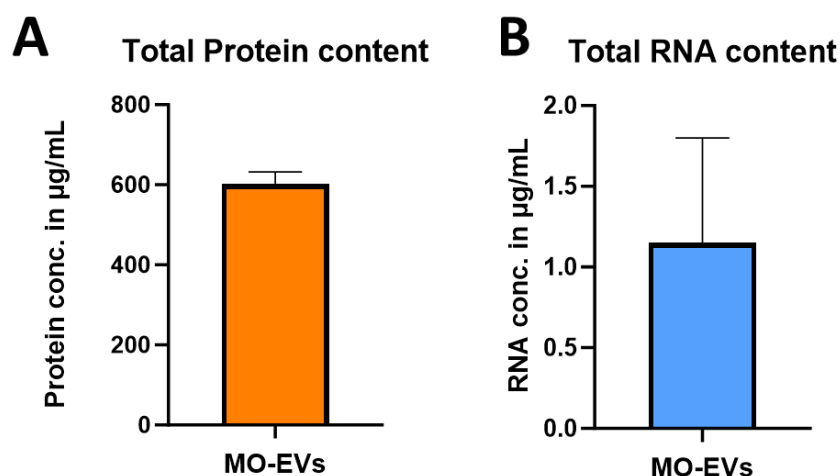 A
Total Protein content
Protein conc. in µg/mL
800
600
400
200
0
MO-EVs
B
Total RNA content
RNA conc. in µg/mL
2.0
1.5
1.0
0.5
0.0
MO-EVs